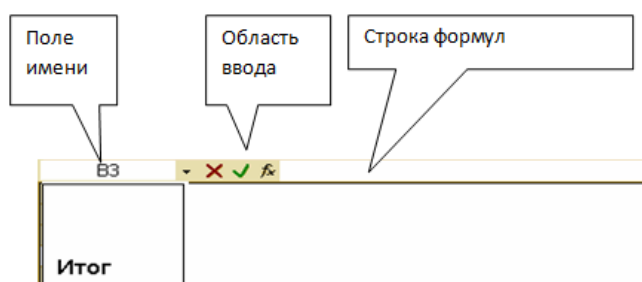 Поле
имени
Область
ввода
Строка формул
B3
fx
Итог